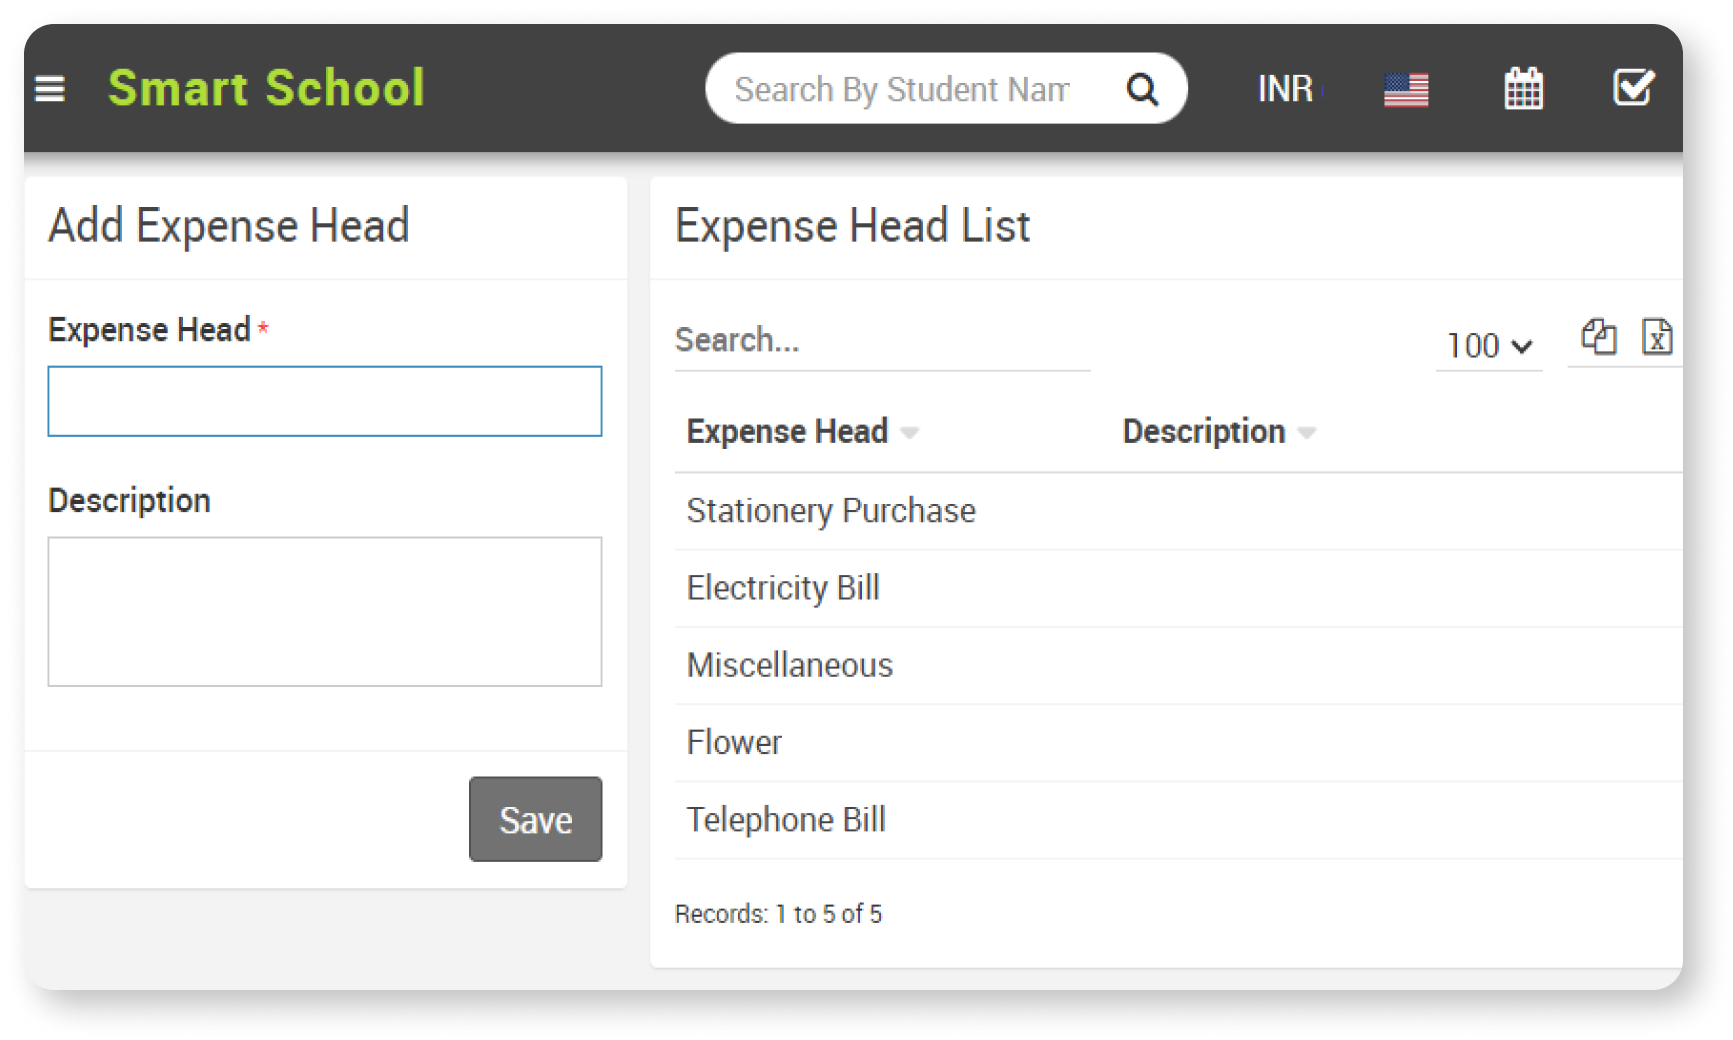 Smart School
Search By Student Nam
INR
Add Expense Head
Expense Head *
Description
Save
Expense Head List
Search...
100
Expense Head
Description
Stationery Purchase
Electricity Bill
Miscellaneous
Flower
Telephone Bill
Records: 1 to 5 of 5